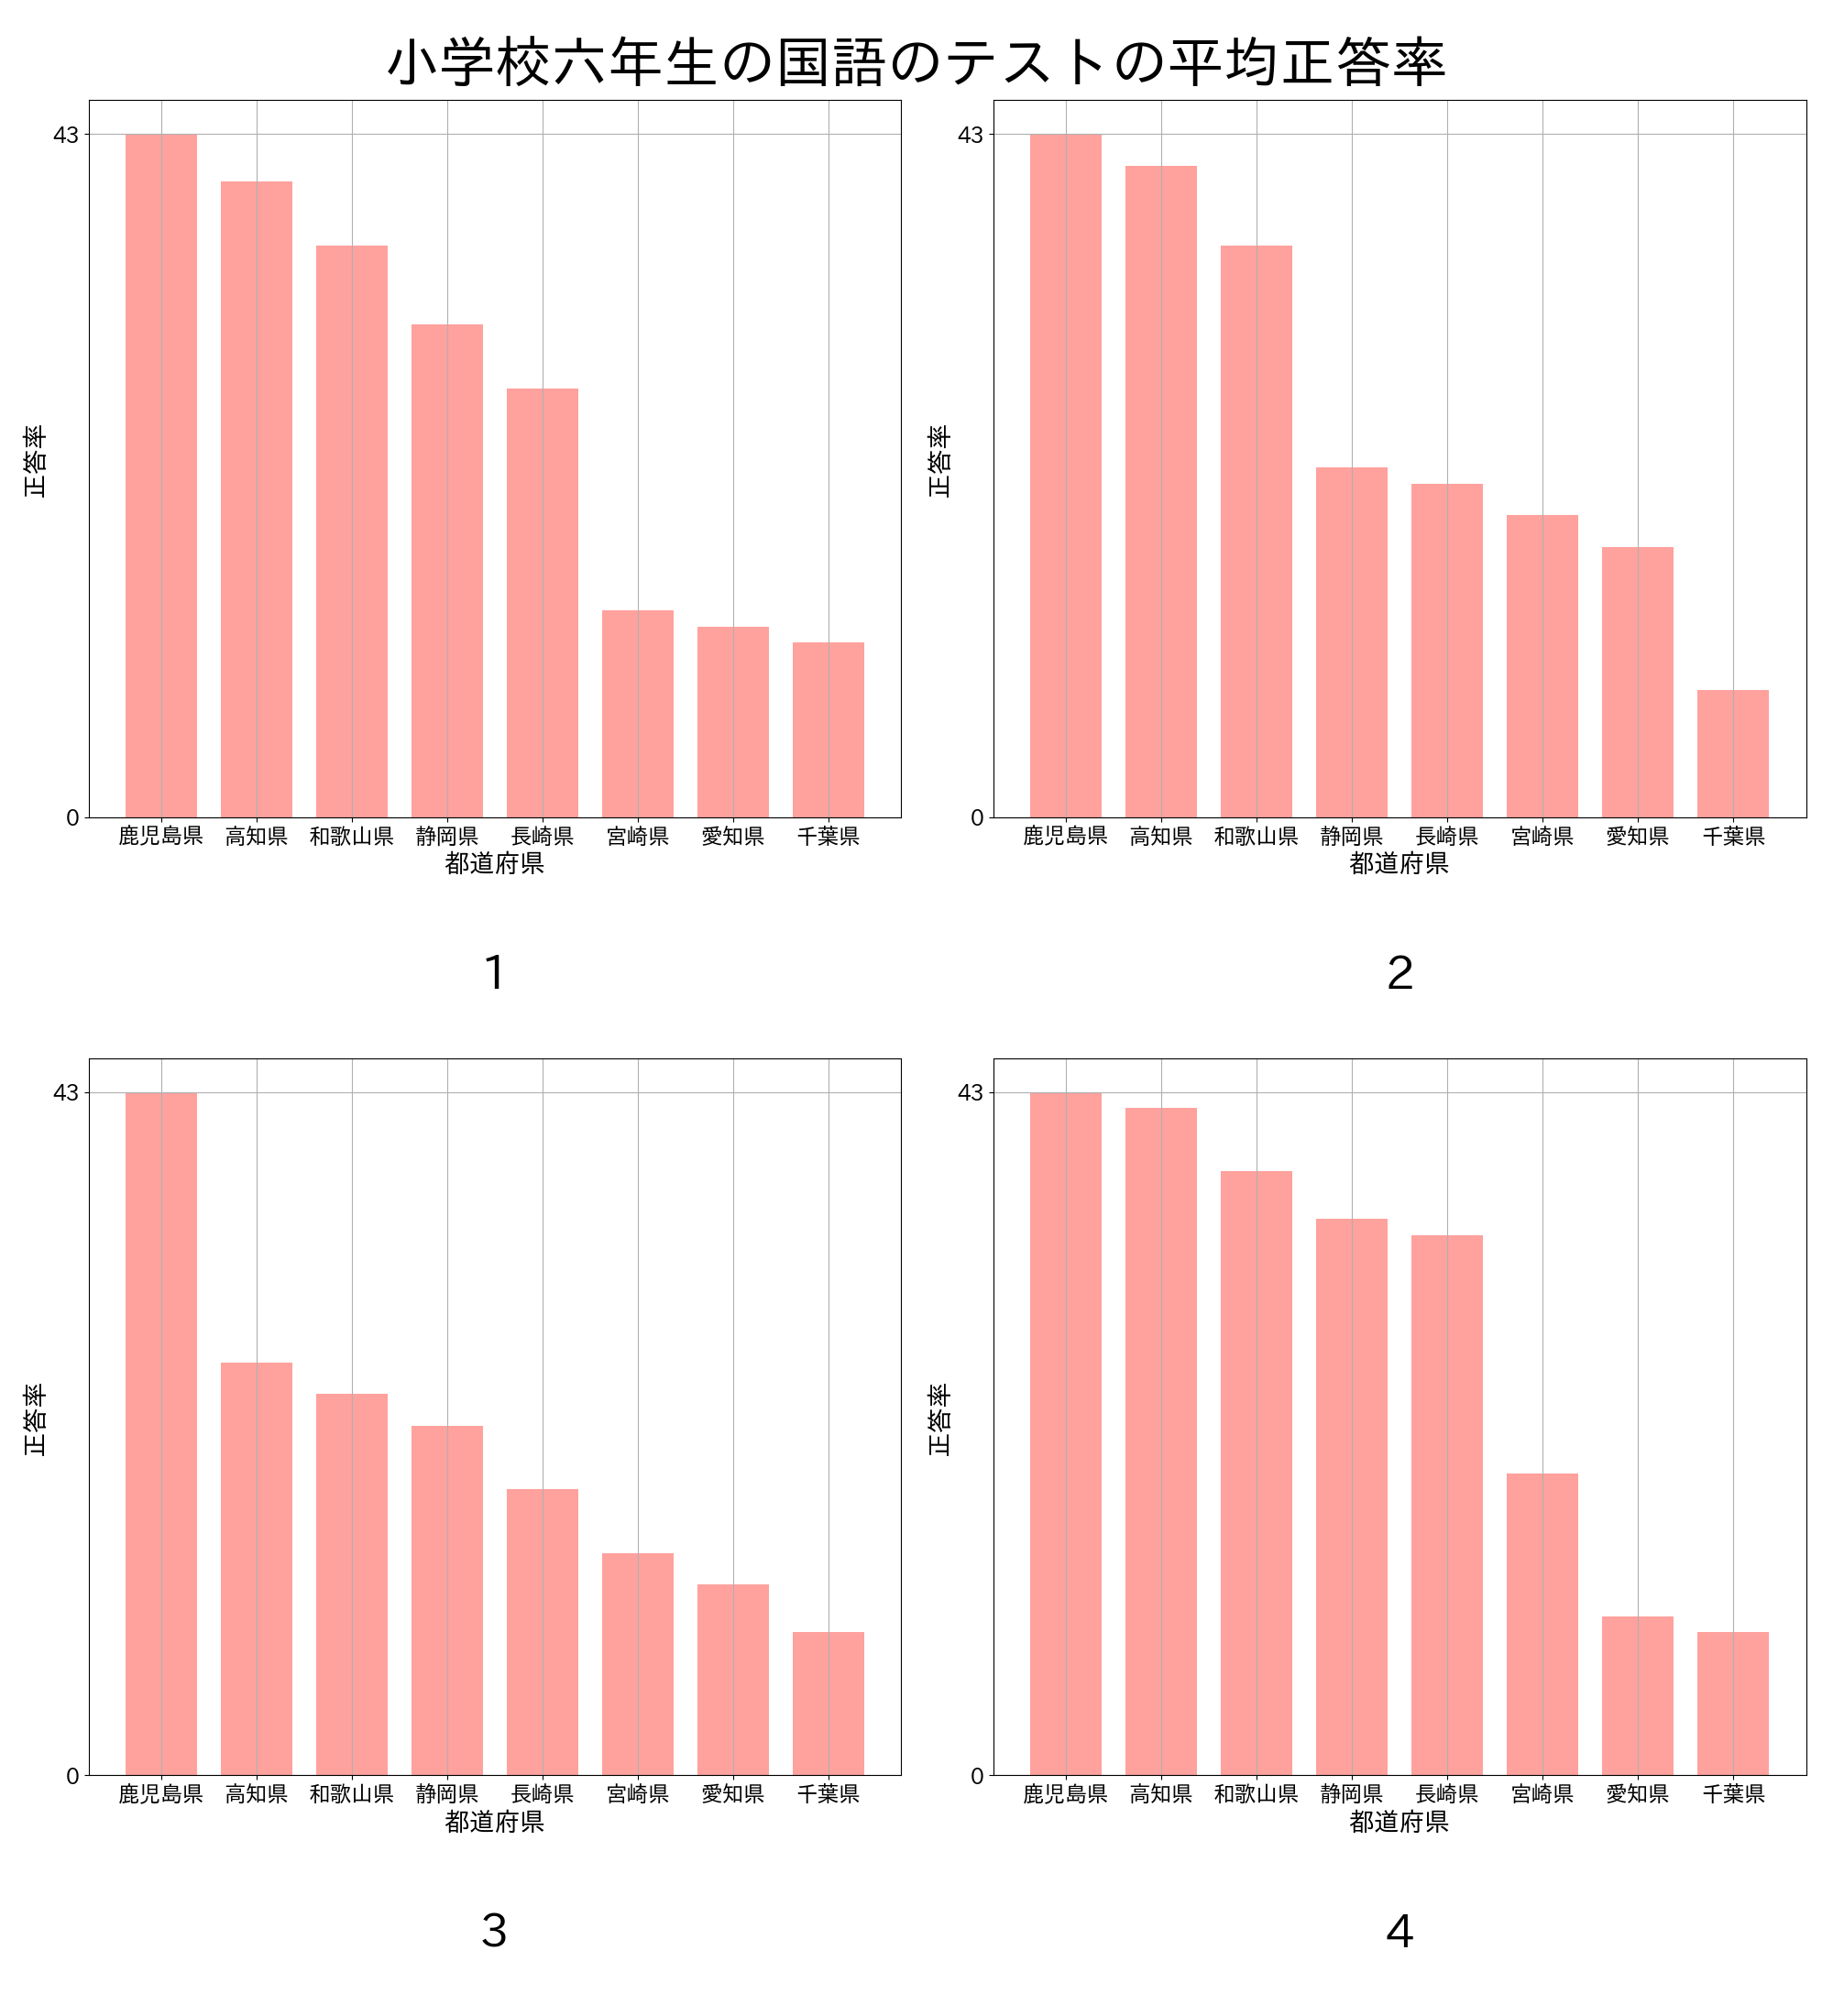 小学校六年生の国語のテストの平均正答率
43
0
正答率
鹿児島県 高知県 和歌山県 静岡県 長崎県 宮崎県 愛知県 千葉県
都道府県
1
43
0
正答率
鹿児島県 高知県 和歌山県 静岡県 長崎県 宮崎県 愛知県 千葉県
都道府県
2
43
0
正答率
鹿児島県 高知県 和歌山県 静岡県 長崎県 宮崎県 愛知県 千葉県
都道府県
3
43
0
正答率
鹿児島県 高知県 和歌山県 静岡県 長崎県 宮崎県 愛知県 千葉県
都道府県
4